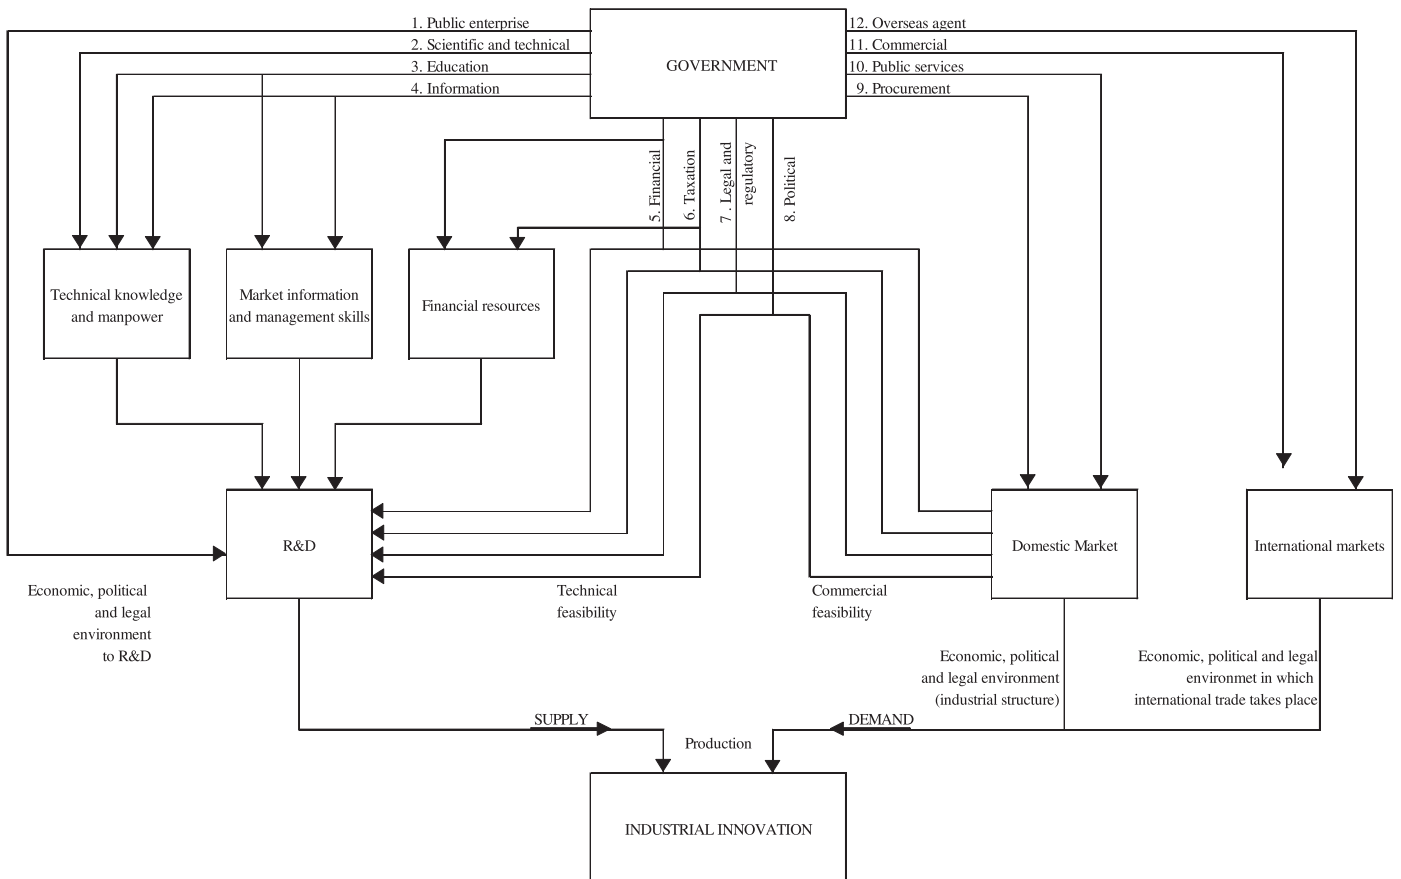 1. Public enterprise
2. Scientific and technical
3. Education
4. Information
GOVERNMENT
12. Overseas agent
11. Commercial
10. Public services
9. Procurement
5. Financial
6. Taxation
7 . Legal and
regulatory
8. Political
Technical knowledge
and manpower
Market information
and management skills
Financial resources
R&D
Domestic Market
International markets
Economic, political
and legal
environment
to R&D
Technical
feasibility
Commercial
feasibility
Economic, political
and legal environment
(industrial structure)
Economic, political and legal
environmet in which
international trade takes place
SUPPLY
DEMAND
Production
INDUSTRIAL INNOVATION